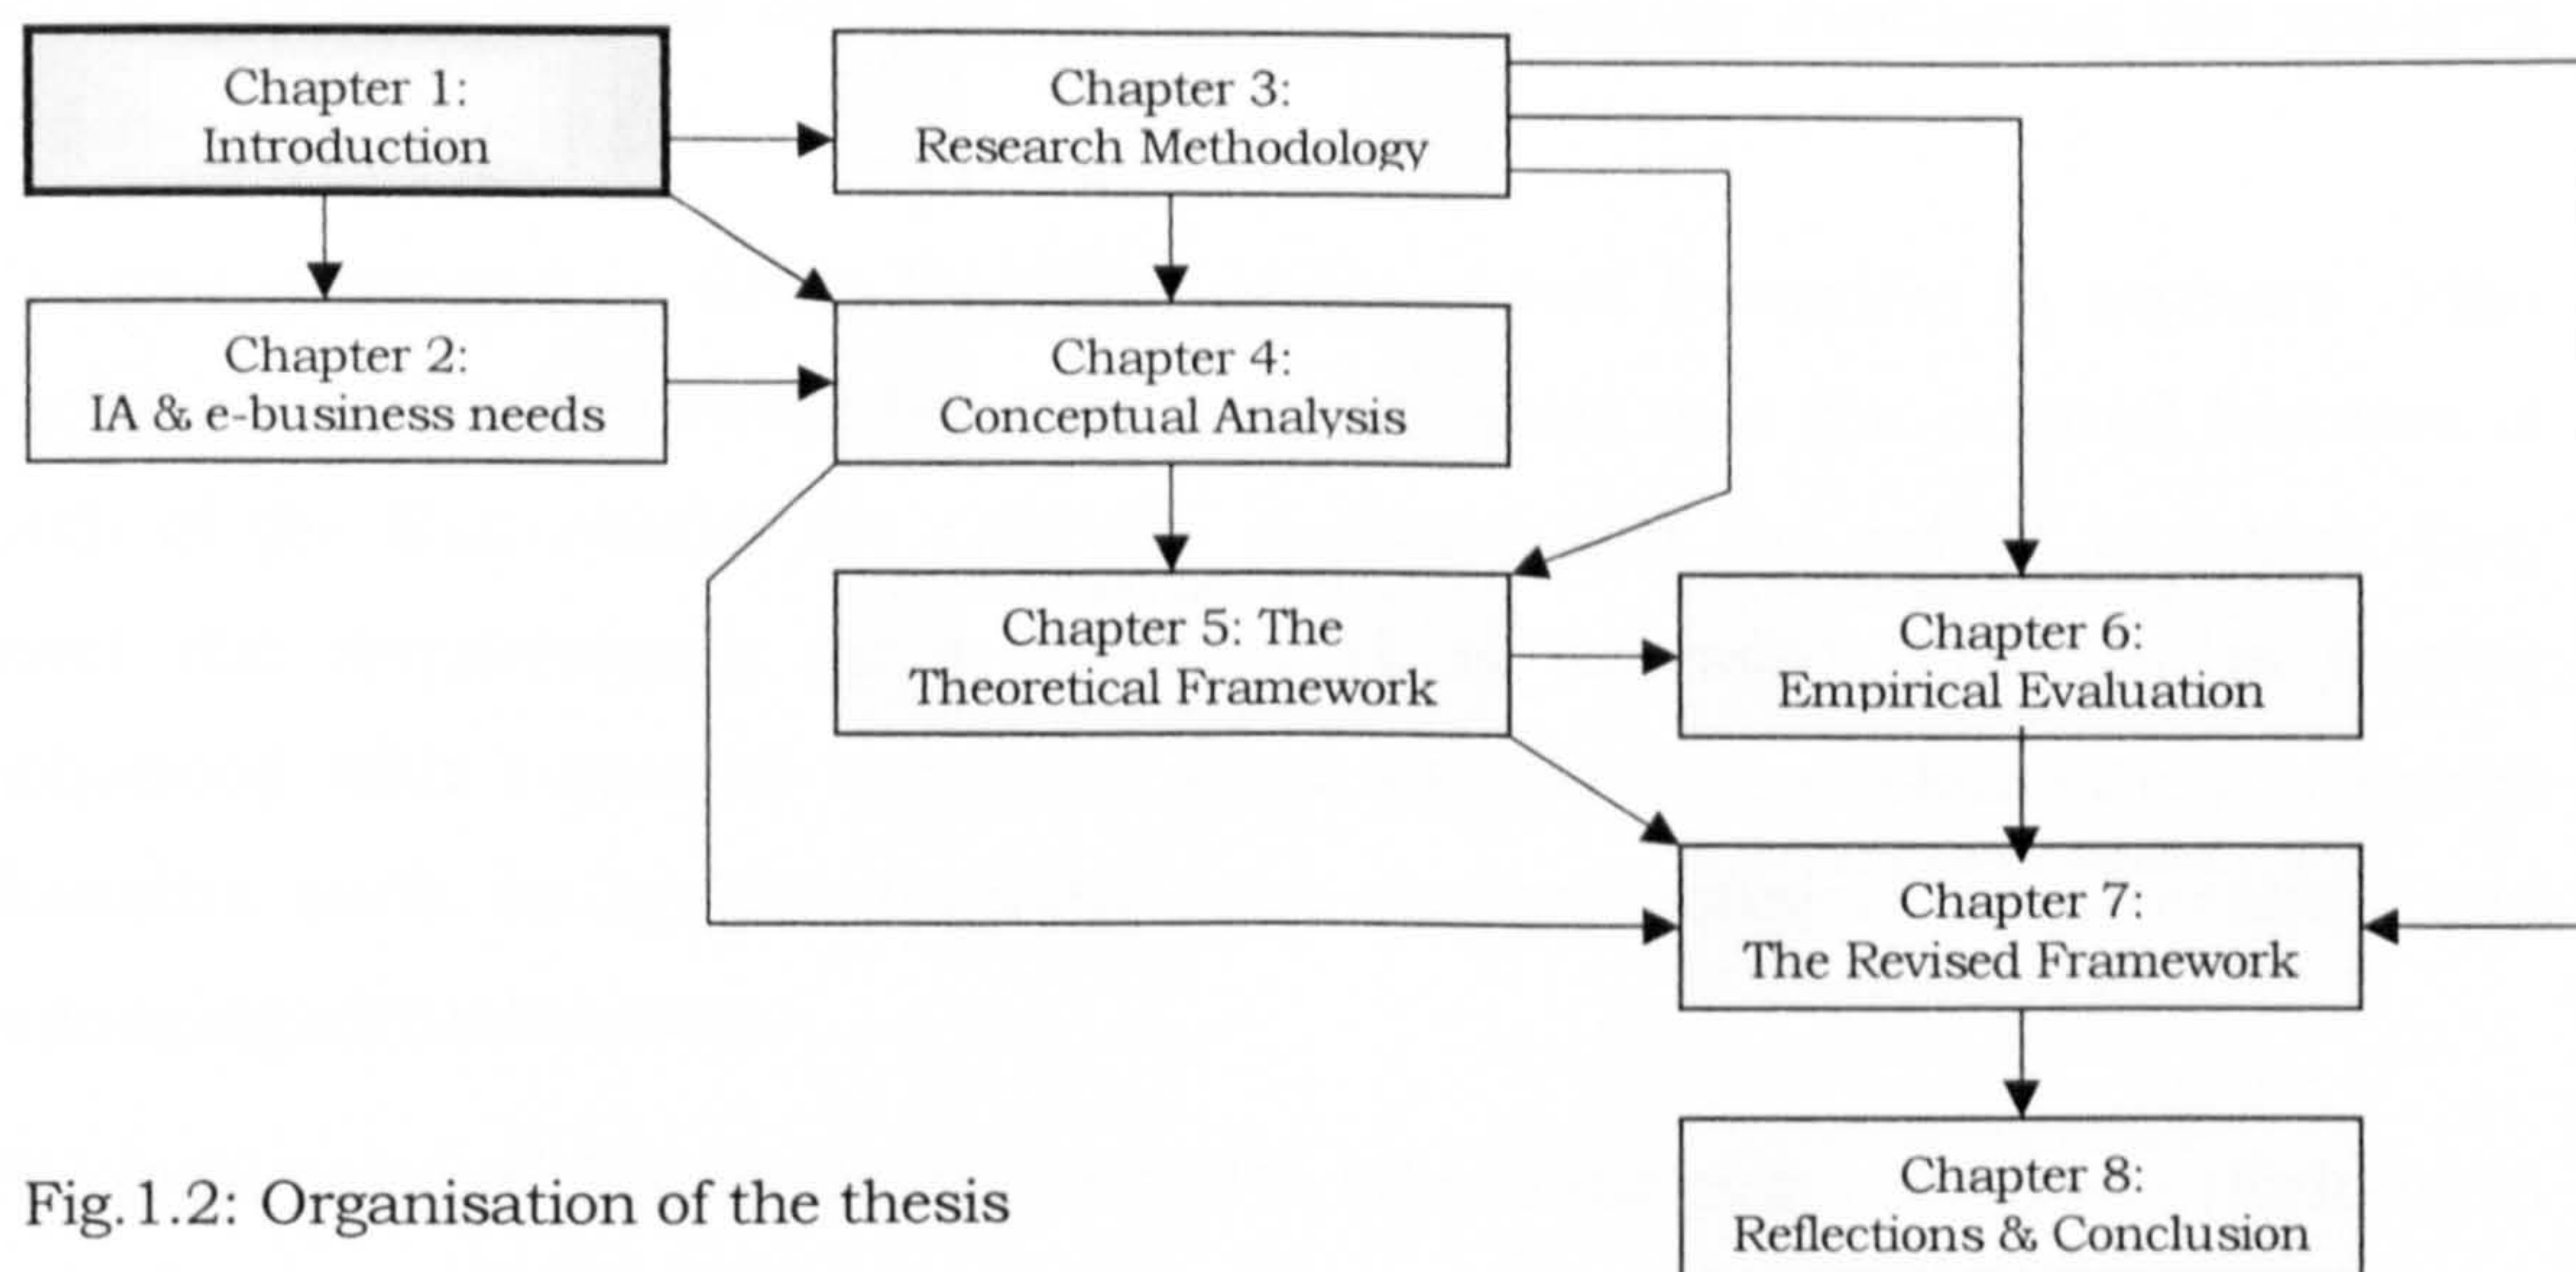 Chapter 1:
Introduction
Chapter 3:
Research Methodology
Chapter 2:
IA & e-business needs
Chapter 4:
Conceptual Analysis
Chapter 5: The
Theoretical Framework
Chapter 6:
Empirical Evaluation
Chapter 7:
The Revised Framework
Chapter 8:
Reflections & Conclusion
Fig.1.2: Organisation of the thesis